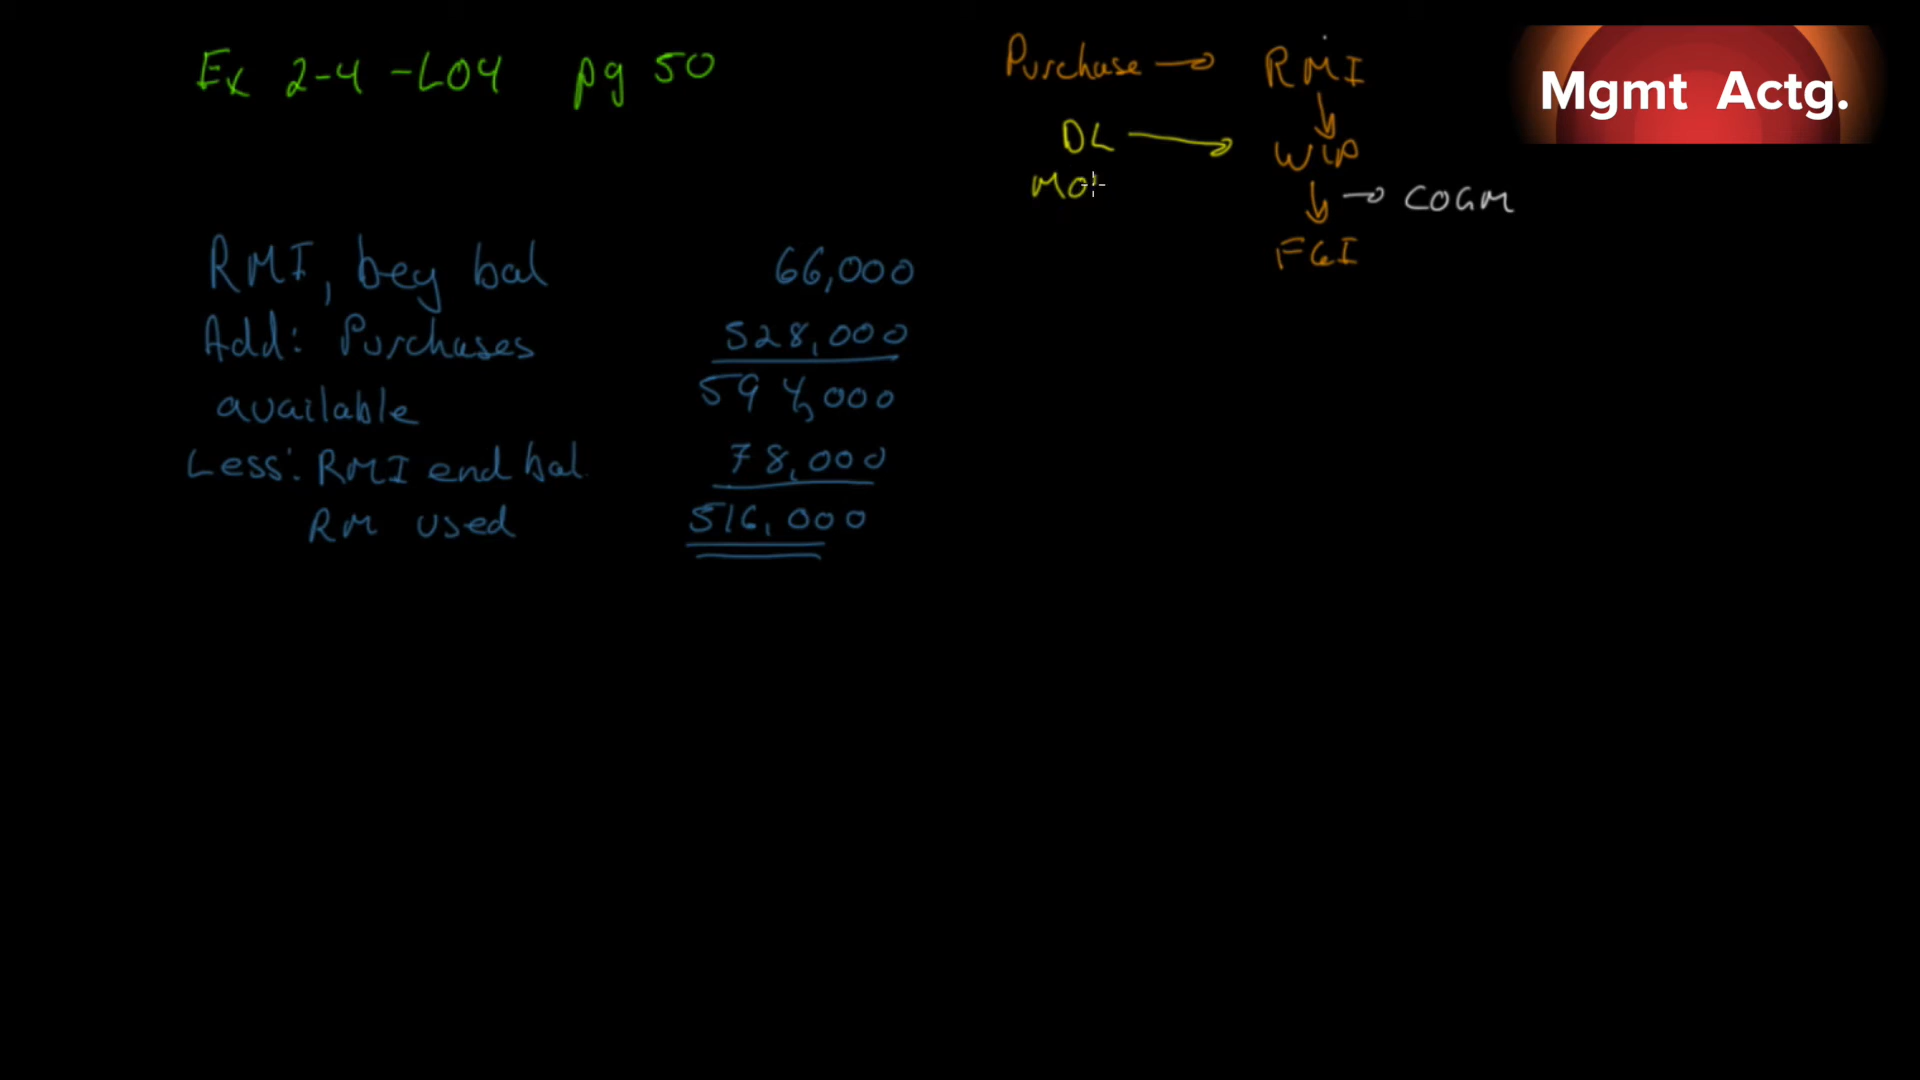 Ex 2-4 -LO4 pg 50
Purchase → RMI
Mgmt Actg.
DL → WIP
MO
→ COGM
FGI
RMI, beg bal 66,000
Add: Purchases 528,000
available 594,000
Less: RMI end bal. 78,000
RM used 516,000